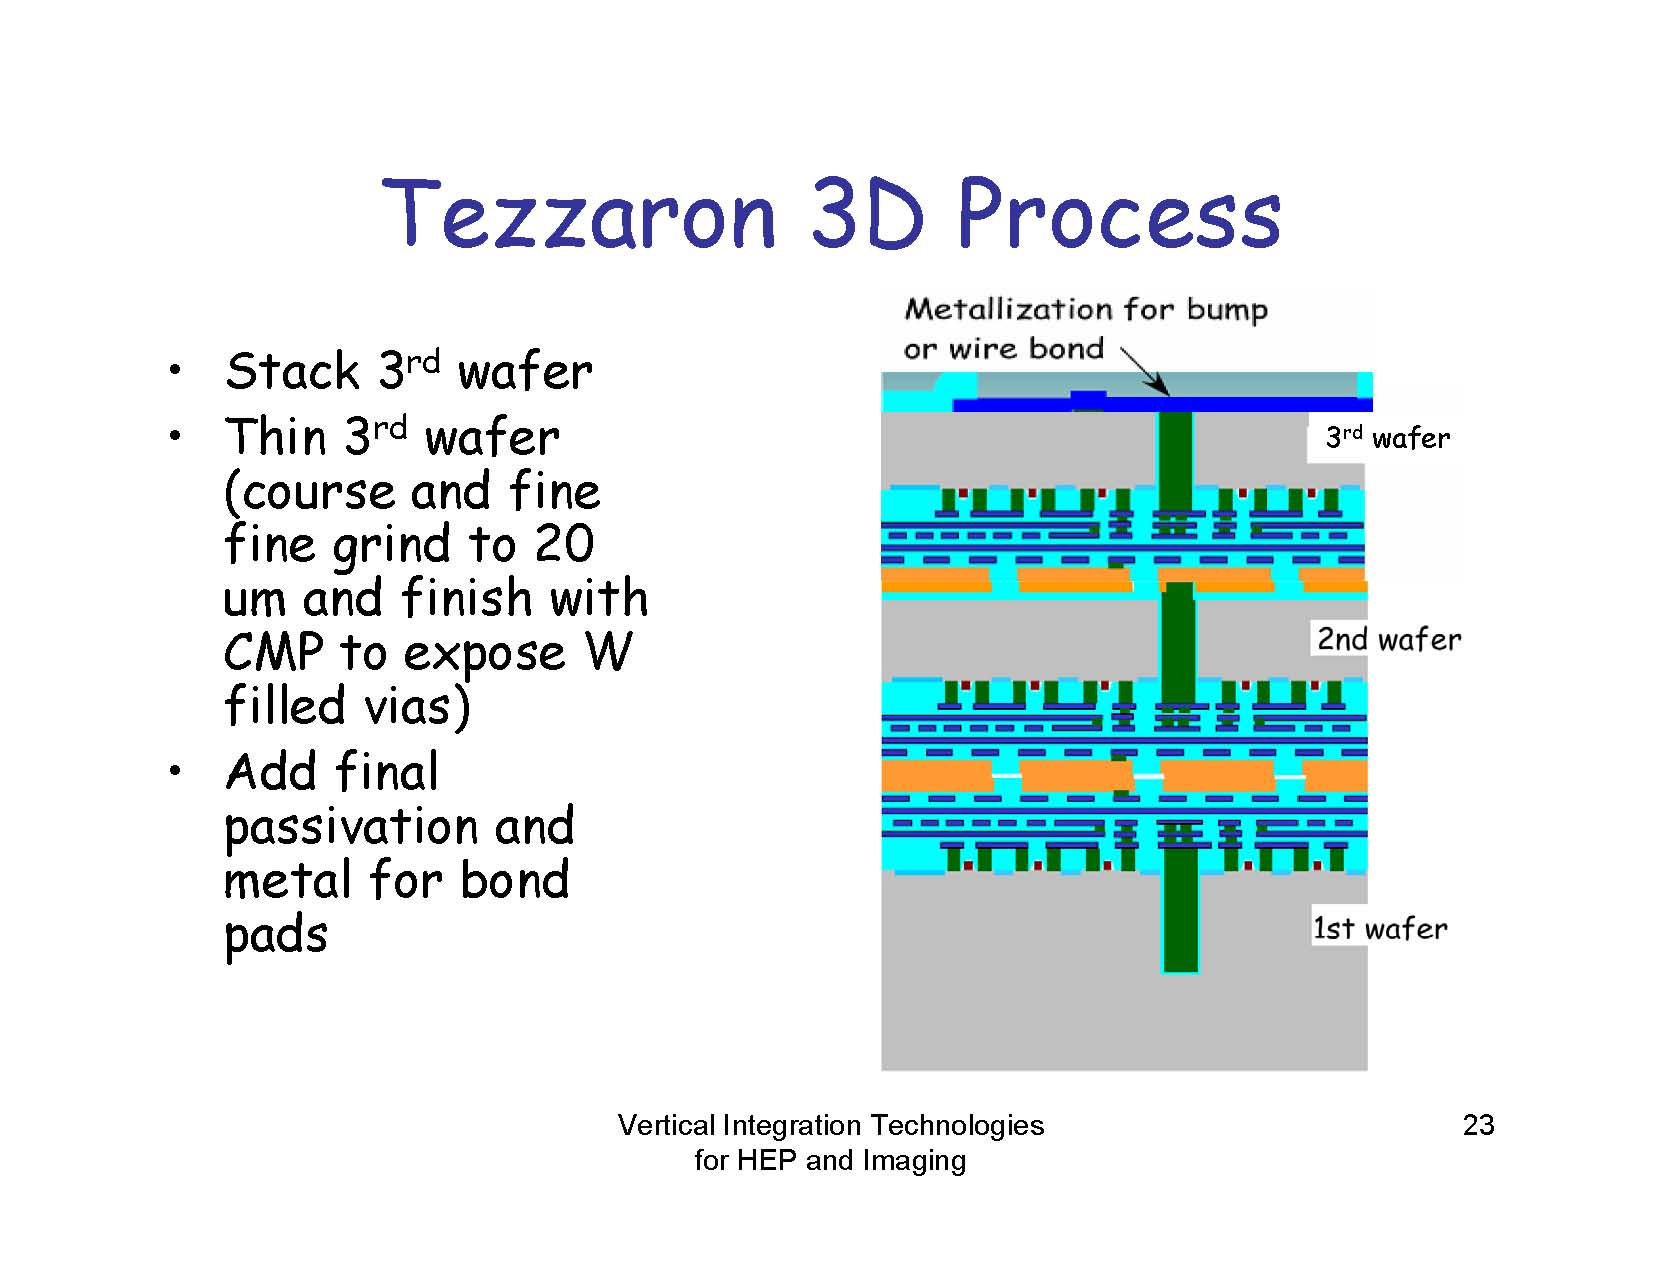 Tezzaron 3D Process
• Stack 3rd wafer
• Thin 3rd wafer
(course and fine
fine grind to 20
um and finish with
CMP to expose W
filled vias)
• Add final
passivation and
metal for bond
pads
Metallization for bump
or wire bond
3rd wafer
2nd wafer
1st wafer
Vertical Integration Technologies
for HEP and Imaging
23